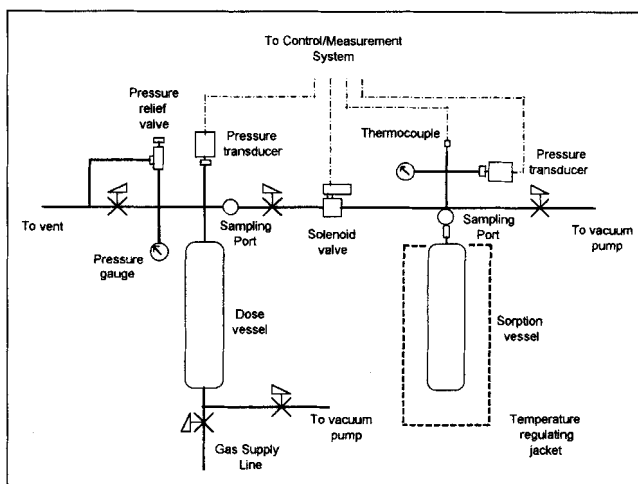 To Control/Measurement
System
Pressure
relief
valve
Pressure
transducer
Thermocouple
Pressure
transducer
To vent
Pressure
gauge
Sampling
Port
Solenoid
valve
Sampling
Port
To vacuum
pump
Dose
vessel
Sorption
vessel
To vacuum
pump
Gas Supply
Line
Temperature
regulating
jacket